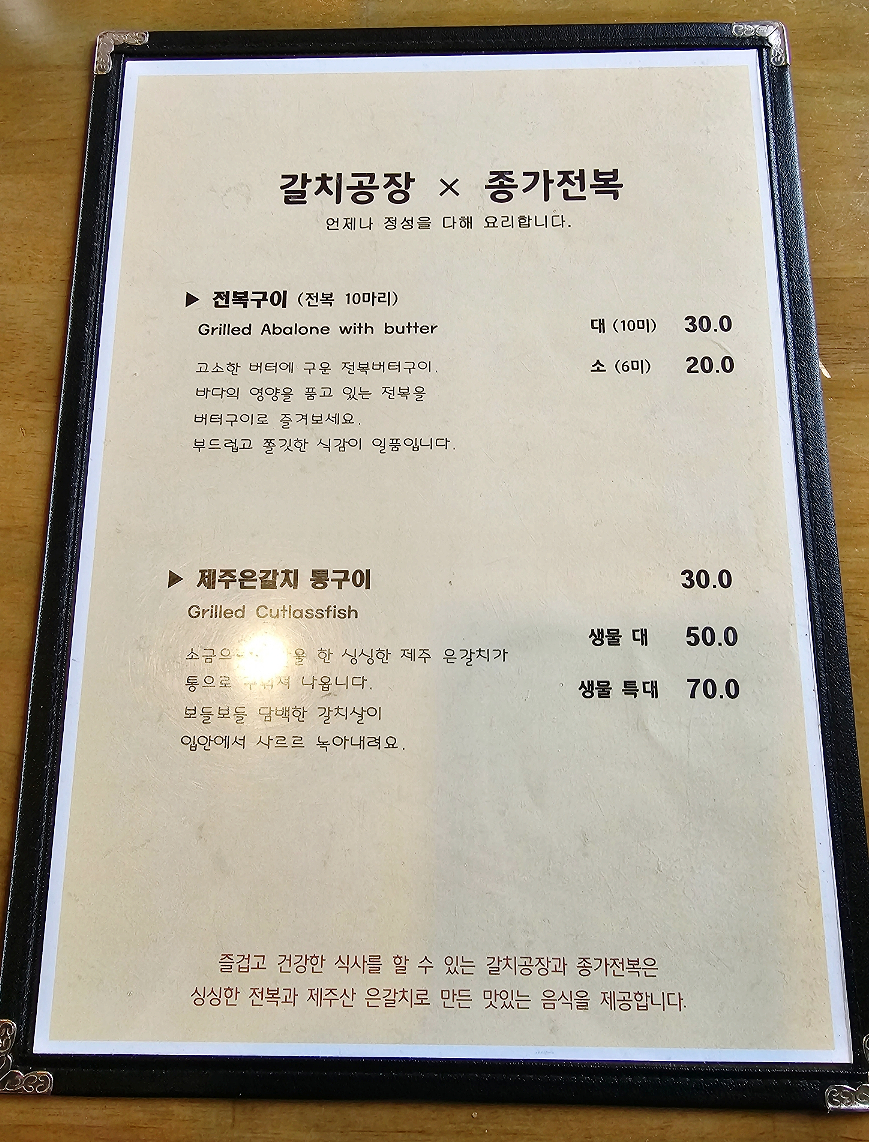 갈치공장 × 종가전복
언제나 정성을 다해 요리합니다.
▶ 전복구이 (전복 10마리)
Grilled Abalone with butter
대 (10미) 30.0
소 (6미) 20.0
고소한 버터에 구운 전복버터구이.
바다의 영양을 품고 있는 전복을
버터구이로 즐겨보세요.
부드럽고 쫄깃한 식감이 일품입니다.
▶ 제주은갈치 통구이 30.0
Grilled Cutlassfish
생물 대 50.0
생물 특대 70.0
한 싱싱한 제주 은갈치가
통으로 나옵니다.
보들보들 담백한 갈치살이
입안에서 사르르 녹아내려요.
즐겁고 건강한 식사를 할 수 있는 갈치공장과 종가전복은
싱싱한 전복과 제주산 은갈치로 만든 맛있는 음식을 제공합니다.